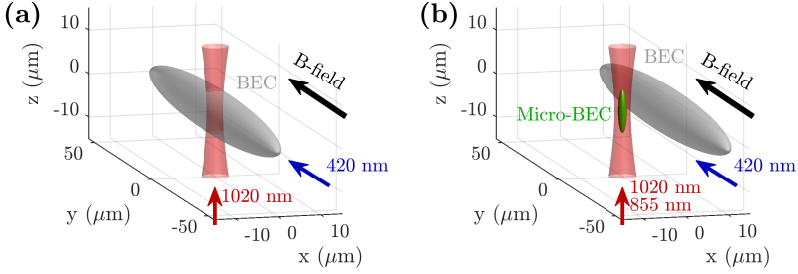 (a)
10
0
-10
z (μm)
BEC
B-field
420 nm
1020 nm
50
0
-50
y (μm)
-10
0
10
x (μm)
(b)
10
0
-10
z (μm)
BEC
B-field
Micro-BEC
420 nm
1020 nm
855 nm
50
0
-50
y (μm)
-10
0
10
x (μm)